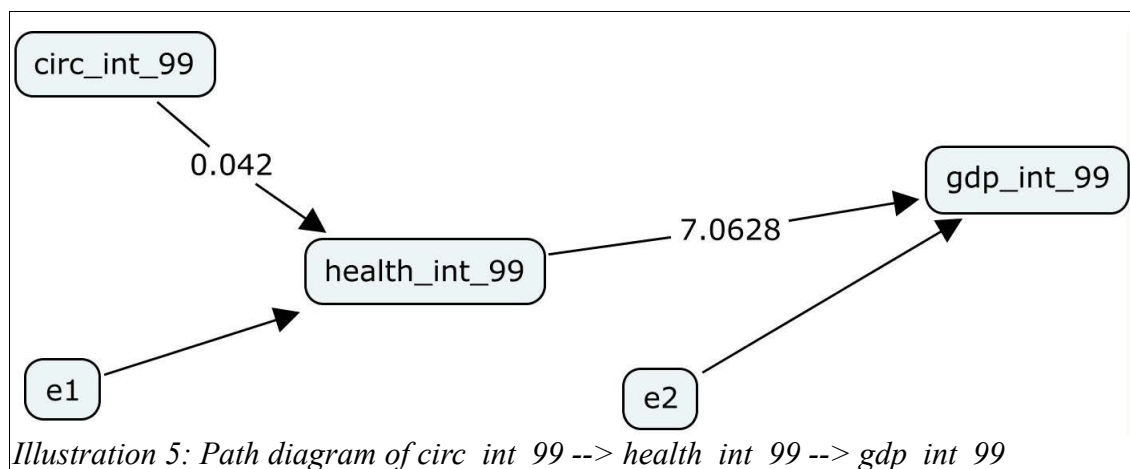 circ_int_99
0.042
gdp_int_99
7.0628
health_int_99
e1
e2
Illustration 5: Path diagram of circ_int_99 --> health_int_99 --> gdp_int_99